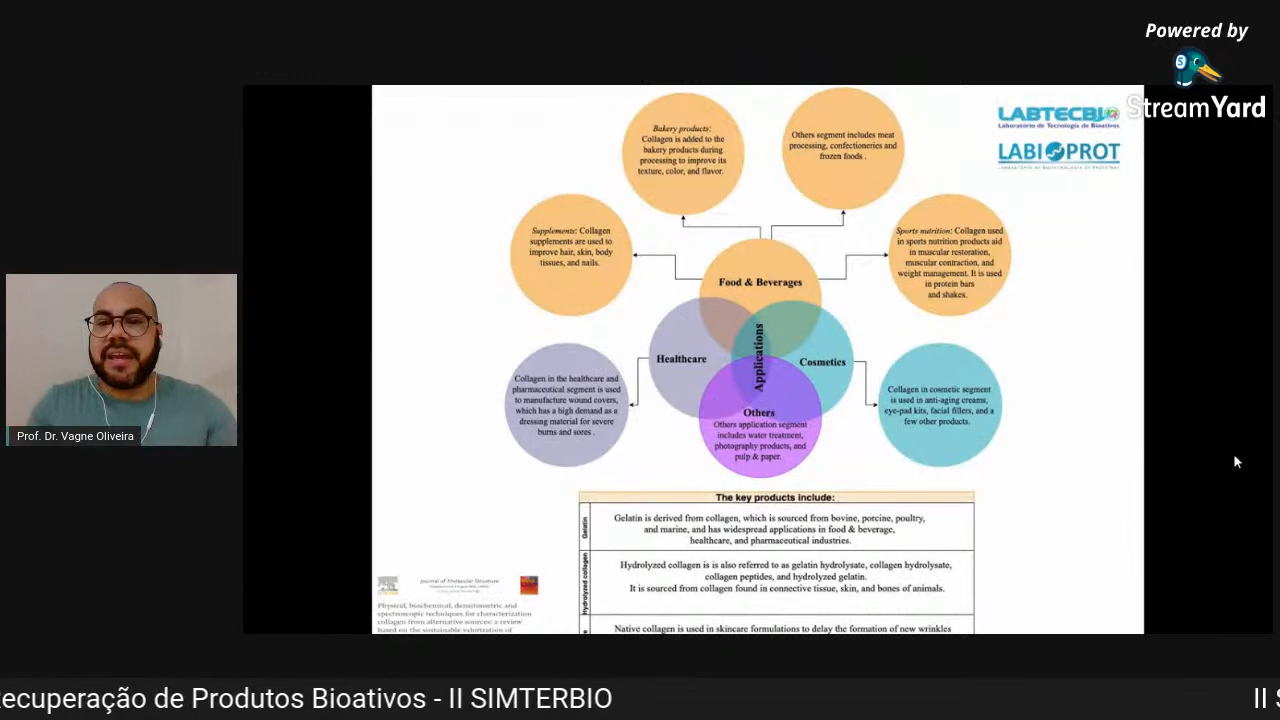 Powered by
StreamYard
LABTECBIO
Laboratório de Tecnologia de Bioativos
LABIOPROT
Bakery products:
Collagen is added to the
bakery products during
processing to improve its
texture, color, and flavor.
Others segment includes meat
processing, confectioneries and
frozen foods .
Supplements: Collagen
supplements are used to
improve hair, skin, body
tissues, and nails.
Sports nutrition: Collagen used
in sports nutrition products aid
in muscular restoration,
muscular contraction, and
weight management. It is used
in protein bars
and shakes.
Food & Beverages
Healthcare
Applications
Cosmetics
Others
Others application segment
includes water treatment,
photography products, and
pulp & paper.
Collagen in the healthcare and
pharmaceutical segment is used
to manufacture wound covers,
which has a high demand as a
dressing material for severe
burns and sores .
Collagen in cosmetic segment
is used in anti-aging creams,
eye-pad kits, facial fillers, and a
few other products.
Prof. Dr. Vagne Oliveira
The key products include:
Gelatin
Gelatin is derived from collagen, which is sourced from bovine, porcine, poultry,
and marine, and has widespread applications in food & beverage,
healthcare, and pharmaceutical industries.
Hydrolyzed collagen
Hydrolyzed collagen is is also referred to as gelatin hydrolysate, collagen hydrolysate,
collagen peptides, and hydrolyzed gelatin.
It is sourced from collagen found in connective tissue, skin, and bones of animals.
Native collagen is used in skincare formulations to delay the formation of new wrinkles
Journal of Molecular Structure
Physical, biochemical, densitometric and
spectroscopic techniques for characterization
collagen from alternative sources: a review
based on the sustainable valorization of
ecuperação de Produtos Bioativos - II SIMTERBIO
II S